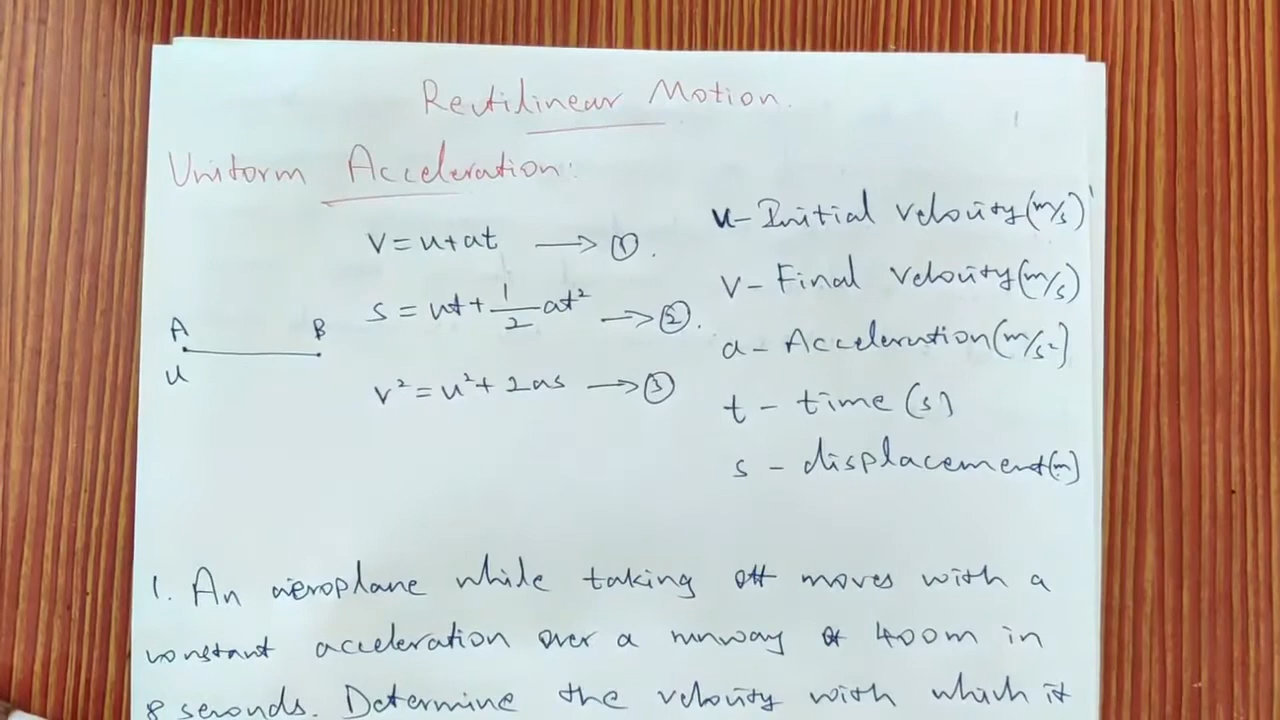 Rectilinear Motion.
Uniform Acceleration:
v = u + at → ①.
s = ut + 1/2 at² → ②.
v² = u² + 2as → ③
A B
u
u - Initial velocity (m/s)
v - Final velocity (m/s)
a - Acceleration (m/s²)
t - time (s)
s - displacement (m)
1. An aeroplane while taking off moves with a
constant acceleration over a runway of 400m in
8 seconds. Determine the velocity with which it